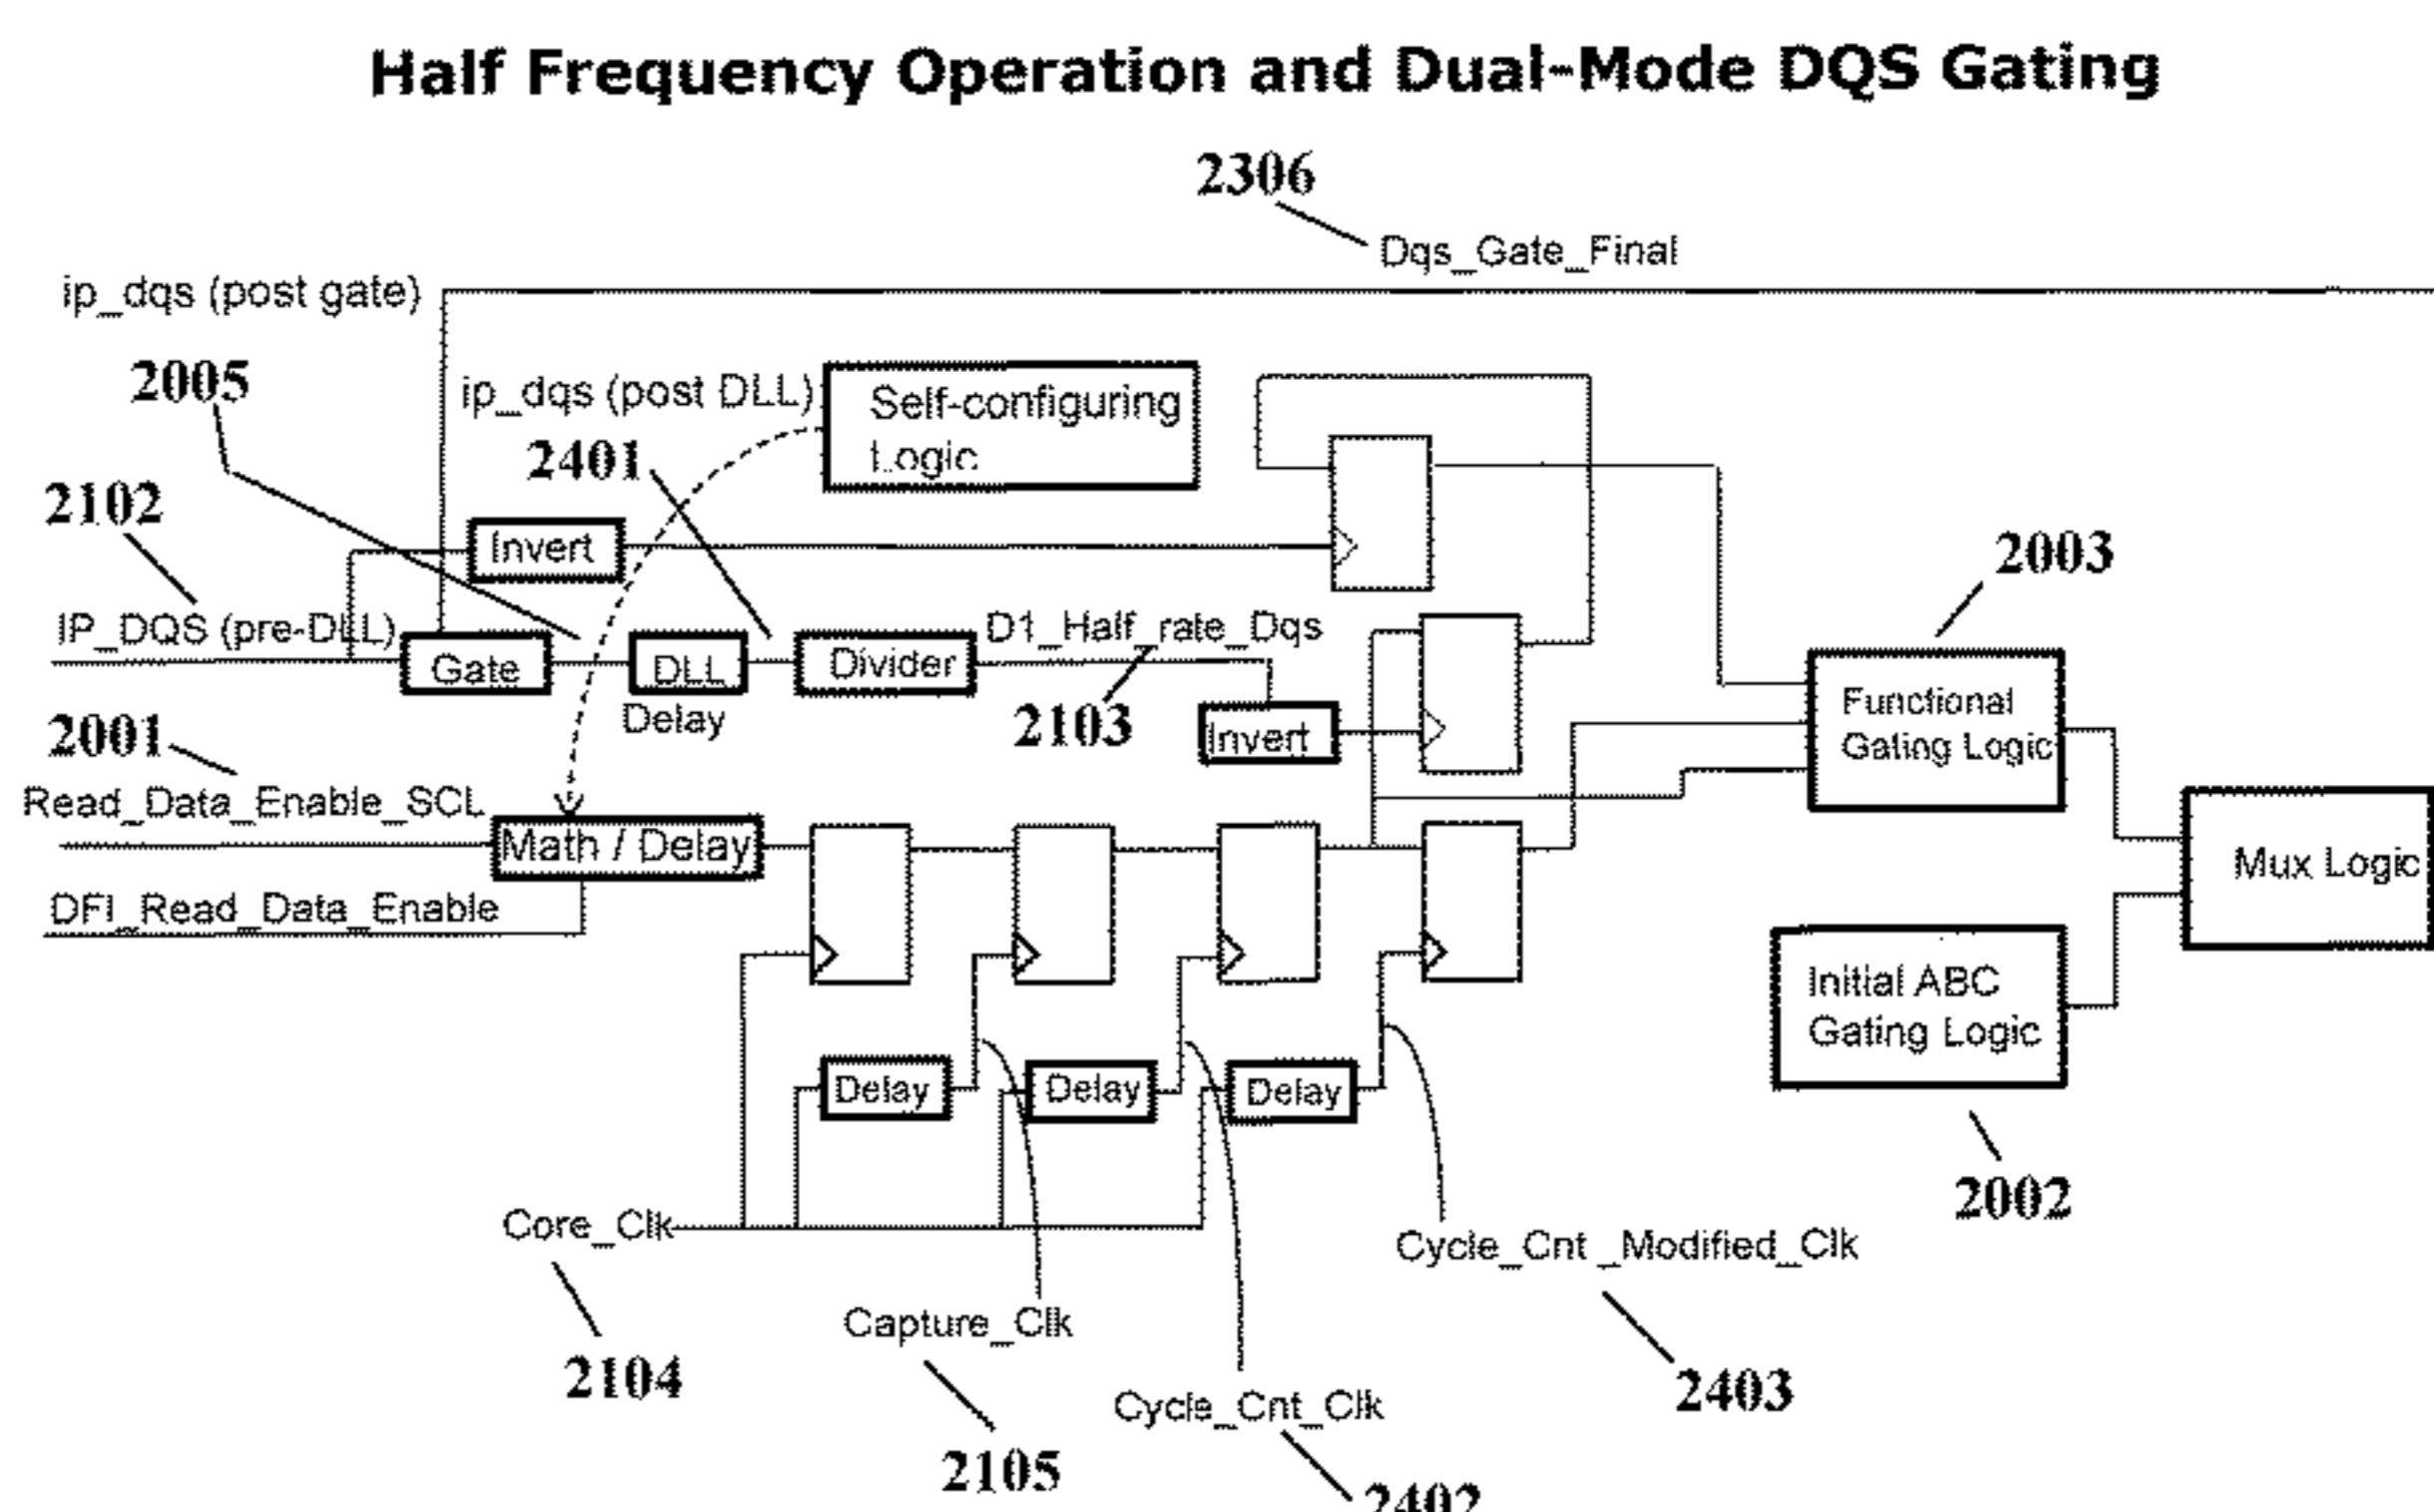 Half Frequency Operation and Dual-Mode DQS Gating
2306
Dqs_Gate_Final
ip_dqs (post gate)
2005
ip_dqs (post DLL)
Self-configuring
Logic
2401
2102
Invert
2003
IP_DQS (pre-DLL)
Gate
DLL
Delay
Divider
D1_Half_rate_Dqs
2103
Invert
Functional
Gating Logic
2001
Read_Data_Enable_SCL
Math / Delay
Mux Logic
DFI_Read_Data_Enable
Initial ABC
Gating Logic
Delay
Delay
Delay
2002
Core_Clk
Cycle_Cnt _Modified_Clk
2104
Capture_Clk
2403
Cycle_Cnt_Clk
2105
2402